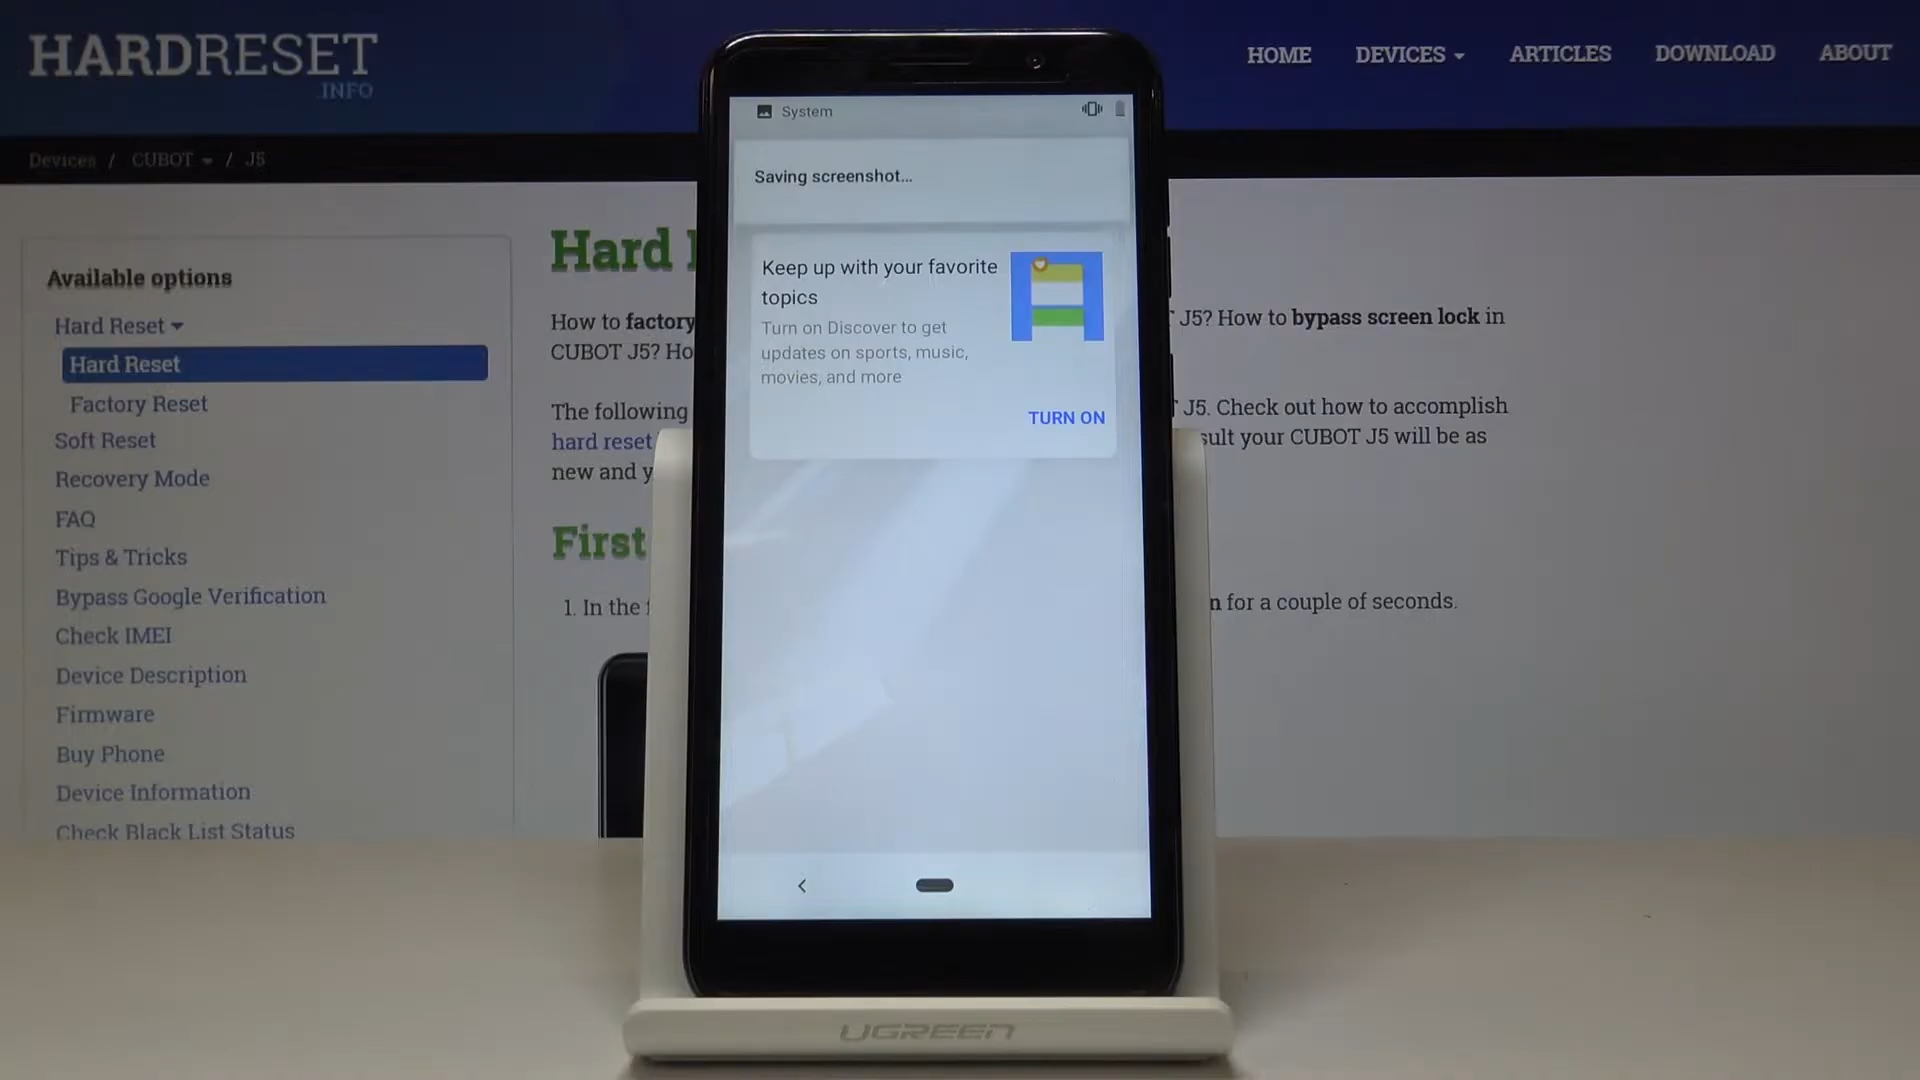 HARDRESET
.INFO
HOME DEVICES ARTICLES DOWNLOAD ABOUT
Devices / CUBOT / J5
Available options
Hard Reset
Hard Reset
Factory Reset
Soft Reset
Recovery Mode
FAQ
Tips & Tricks
Bypass Google Verification
Check IMEI
Device Description
Firmware
Buy Phone
Device Information
Check Black List Status
Hard
How to factory J5? How to bypass screen lock in
CUBOT J5?
The following J5. Check out how to accomplish
hard reset your CUBOT J5 will be as
new and
First
1. In the for a couple of seconds.
System
Saving screenshot...
Keep up with your favorite
topics
Turn on Discover to get
updates on sports, music,
movies, and more
TURN ON
UGREEN